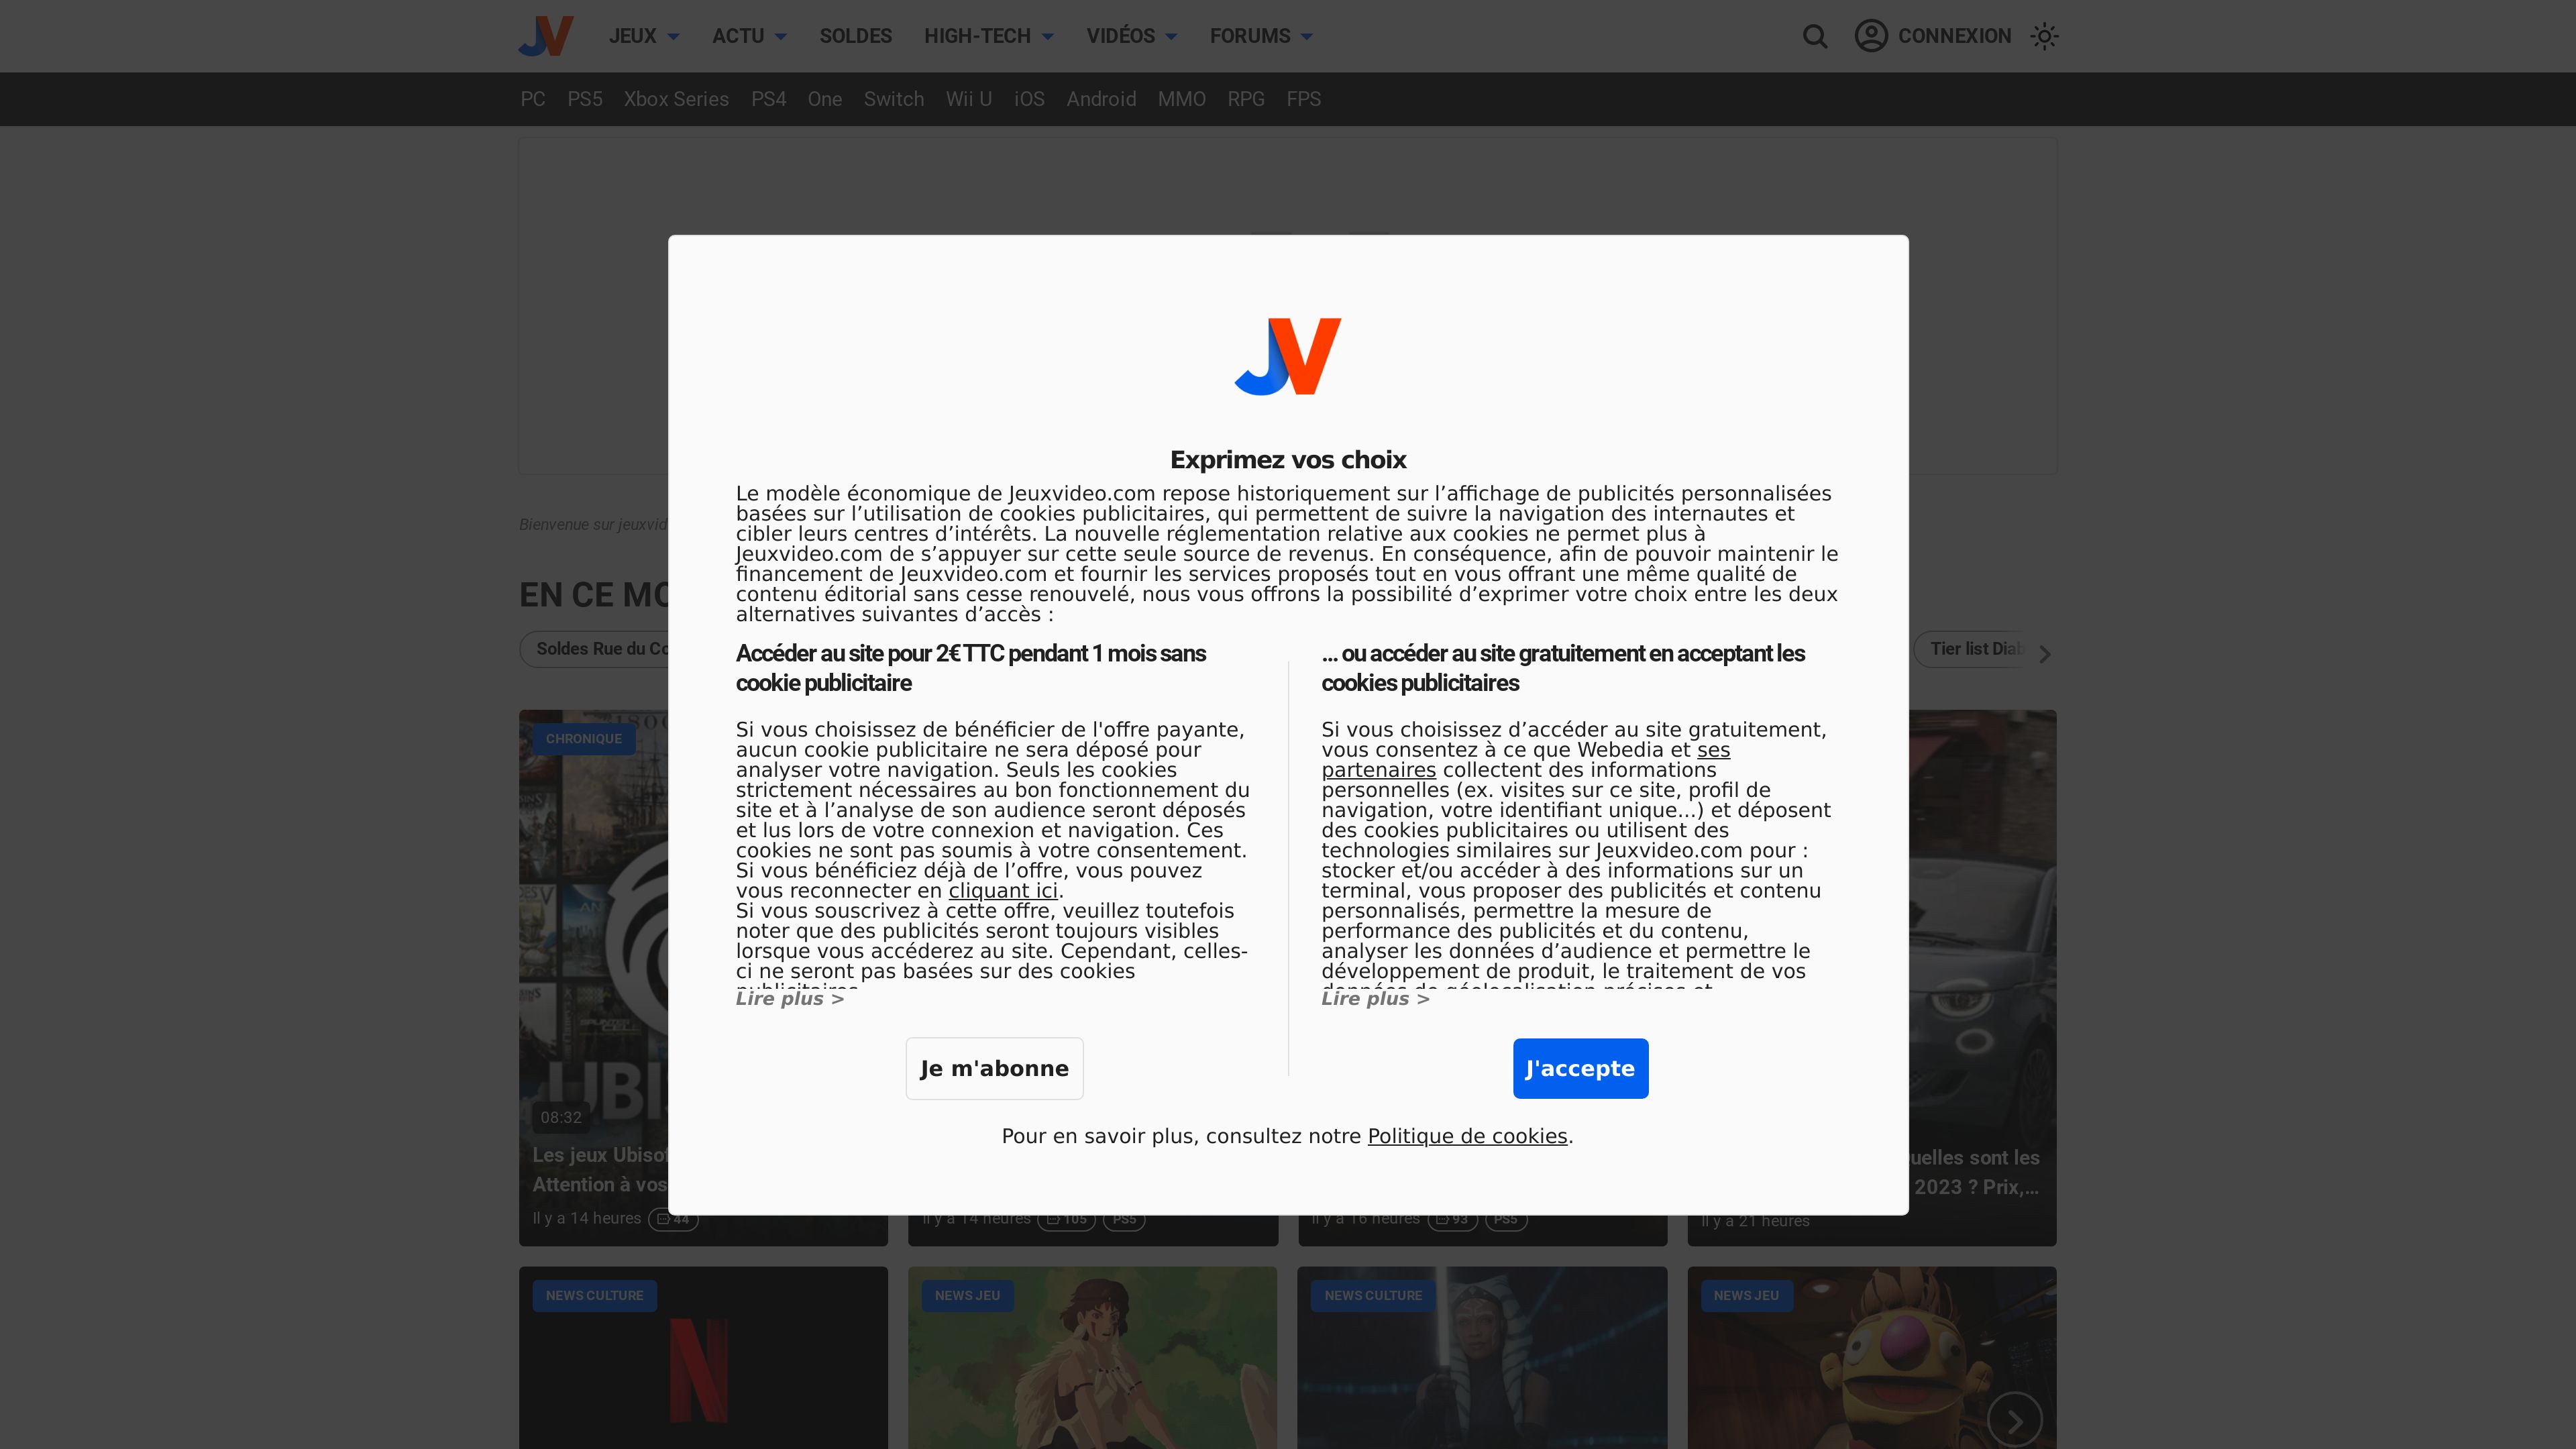 JV
JEUX
ACTU
SOLDES
HIGH-TECH
VIDÉOS
FORUMS
CONNEXION
PC
PS5
Xbox Series
PS4
One
Switch
Wii U
iOS
Android
MMO
RPG
FPS
JV
Exprimez vos choix
Le modèle économique de Jeuxvideo.com repose historiquement sur l’affichage de publicités personnalisées
basées sur l’utilisation de cookies publicitaires, qui permettent de suivre la navigation des internautes et
cibler leurs centres d’intérêts. La nouvelle réglementation relative aux cookies ne permet plus à
Jeuxvideo.com de s’appuyer sur cette seule source de revenus. En conséquence, afin de pouvoir maintenir le
financement de Jeuxvideo.com et fournir les services proposés tout en vous offrant une même qualité de
contenu éditorial sans cesse renouvelé, nous vous offrons la possibilité d’exprimer votre choix entre les deux
alternatives suivantes d’accès :
Accéder au site pour 2€ TTC pendant 1 mois sans
cookie publicitaire
Si vous choisissez de bénéficier de l'offre payante,
aucun cookie publicitaire ne sera déposé pour
analyser votre navigation. Seuls les cookies
strictement nécessaires au bon fonctionnement du
site et à l’analyse de son audience seront déposés
et lus lors de votre connexion et navigation. Ces
cookies ne sont pas soumis à votre consentement.
Si vous bénéficiez déjà de l’offre, vous pouvez
vous reconnecter en cliquant ici.
Si vous souscrivez à cette offre, veuillez toutefois
noter que des publicités seront toujours visibles
lorsque vous accéderez au site. Cependant, celles-
ci ne seront pas basées sur des cookies
Lire plus >
Je m'abonne
... ou accéder au site gratuitement en acceptant les
cookies publicitaires
Si vous choisissez d’accéder au site gratuitement,
vous consentez à ce que Webedia et ses
partenaires collectent des informations
personnelles (ex. visites sur ce site, profil de
navigation, votre identifiant unique...) et déposent
des cookies publicitaires ou utilisent des
technologies similaires sur Jeuxvideo.com pour :
stocker et/ou accéder à des informations sur un
terminal, vous proposer des publicités et contenu
personnalisés, permettre la mesure de
performance des publicités et du contenu,
analyser les données d’audience et permettre le
développement de produit, le traitement de vos
données de géolocalisation précises et
Lire plus >
J'accepte
Pour en savoir plus, consultez notre Politique de cookies.
Bienvenue sur jeuxvid
EN CE MO
Soldes Rue du Co
Tier list Diab
CHRONIQUE
08:32
Les jeux Ubisof
Attention à vos
Il y a 14 heures
44
Il y a 14 heures
105
PS5
Il y a 16 heures
93
PS5
uelles sont les
2023 ? Prix,...
Il y a 21 heures
NEWS CULTURE
N
NEWS JEU
NEWS CULTURE
NEWS JEU